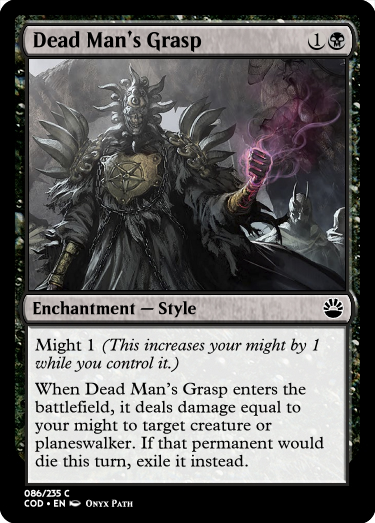 Dead Man's Grasp 1
Enchantment — Style
Might 1 (This increases your might by 1
while you control it.)
When Dead Man's Grasp enters the
battlefield, it deals damage equal to
your might to target creature or
planeswalker. If that permanent would
die this turn, exile it instead.
086/235 C
COD • EN Onyx Path